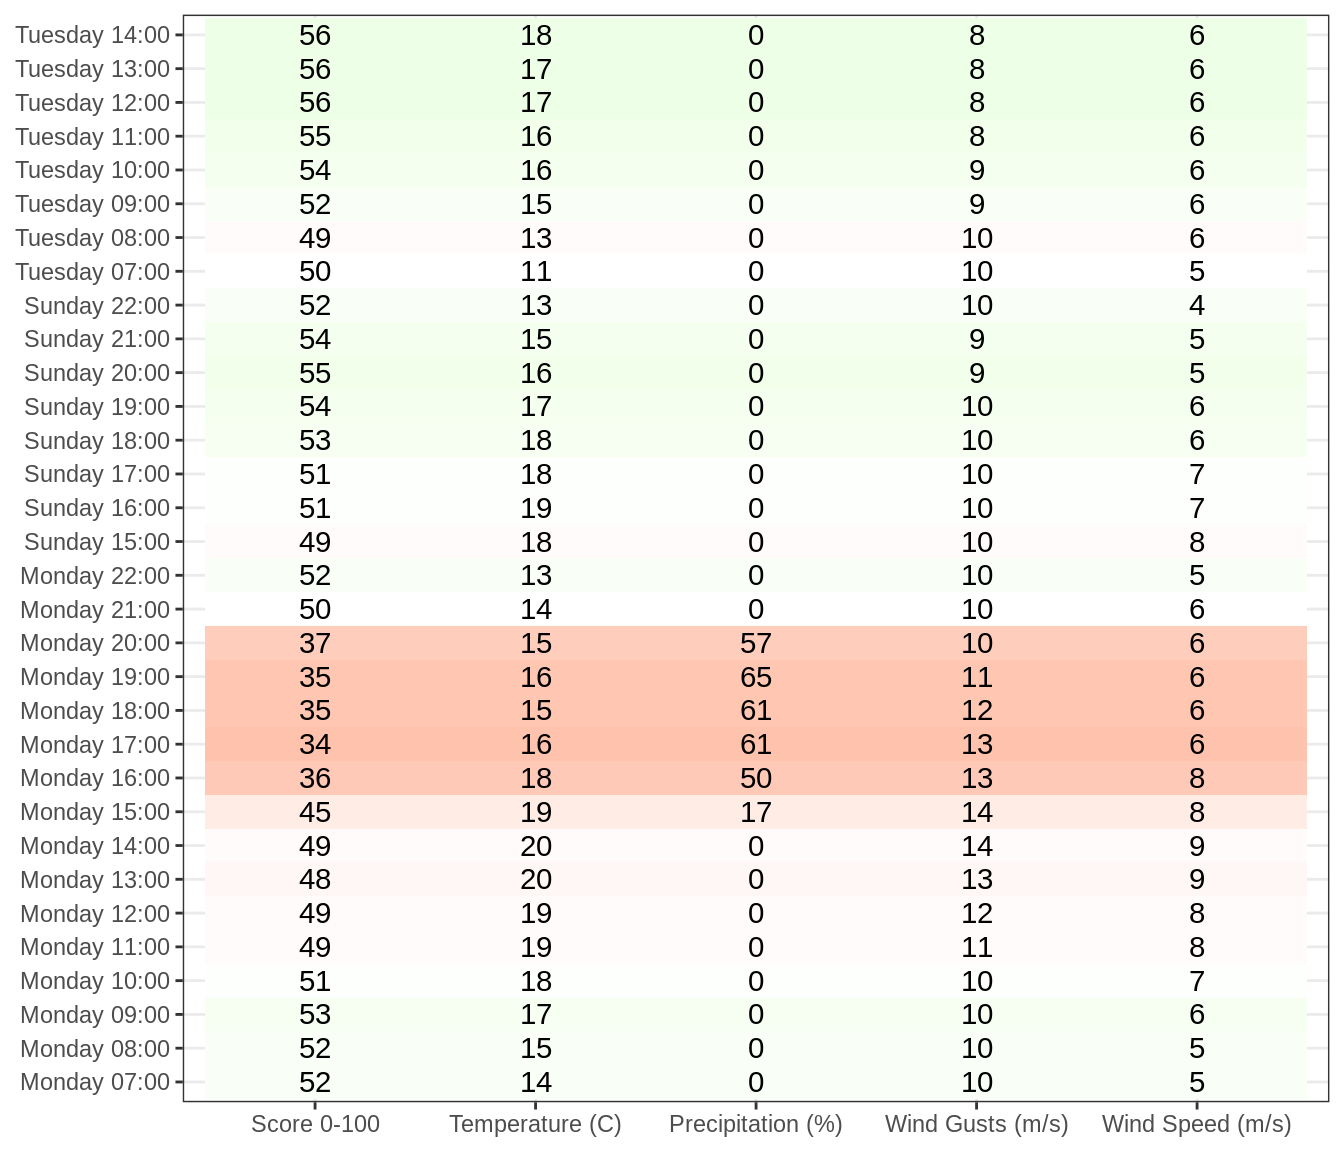 Tuesday 14:00 56 18 0 8 6
Tuesday 13:00 56 17 0 8 6
Tuesday 12:00 56 17 0 8 6
Tuesday 11:00 55 16 0 8 6
Tuesday 10:00 54 16 0 9 6
Tuesday 09:00 52 15 0 9 6
Tuesday 08:00 49 13 0 10 6
Tuesday 07:00 50 11 0 10 5
Sunday 22:00 52 13 0 10 4
Sunday 21:00 54 15 0 9 5
Sunday 20:00 55 16 0 9 5
Sunday 19:00 54 17 0 10 6
Sunday 18:00 53 18 0 10 6
Sunday 17:00 51 18 0 10 7
Sunday 16:00 51 19 0 10 7
Sunday 15:00 49 18 0 10 8
Monday 22:00 52 13 0 10 5
Monday 21:00 50 14 0 10 6
Monday 20:00 37 15 57 10 6
Monday 19:00 35 16 65 11 6
Monday 18:00 35 15 61 12 6
Monday 17:00 34 16 61 13 6
Monday 16:00 36 18 50 13 8
Monday 15:00 45 19 17 14 8
Monday 14:00 49 20 0 14 9
Monday 13:00 48 20 0 13 9
Monday 12:00 49 19 0 12 8
Monday 11:00 49 19 0 11 8
Monday 10:00 51 18 0 10 7
Monday 09:00 53 17 0 10 6
Monday 08:00 52 15 0 10 5
Monday 07:00 52 14 0 10 5
Score 0-100 Temperature (C) Precipitation (%) Wind Gusts (m/s) Wind Speed (m/s)